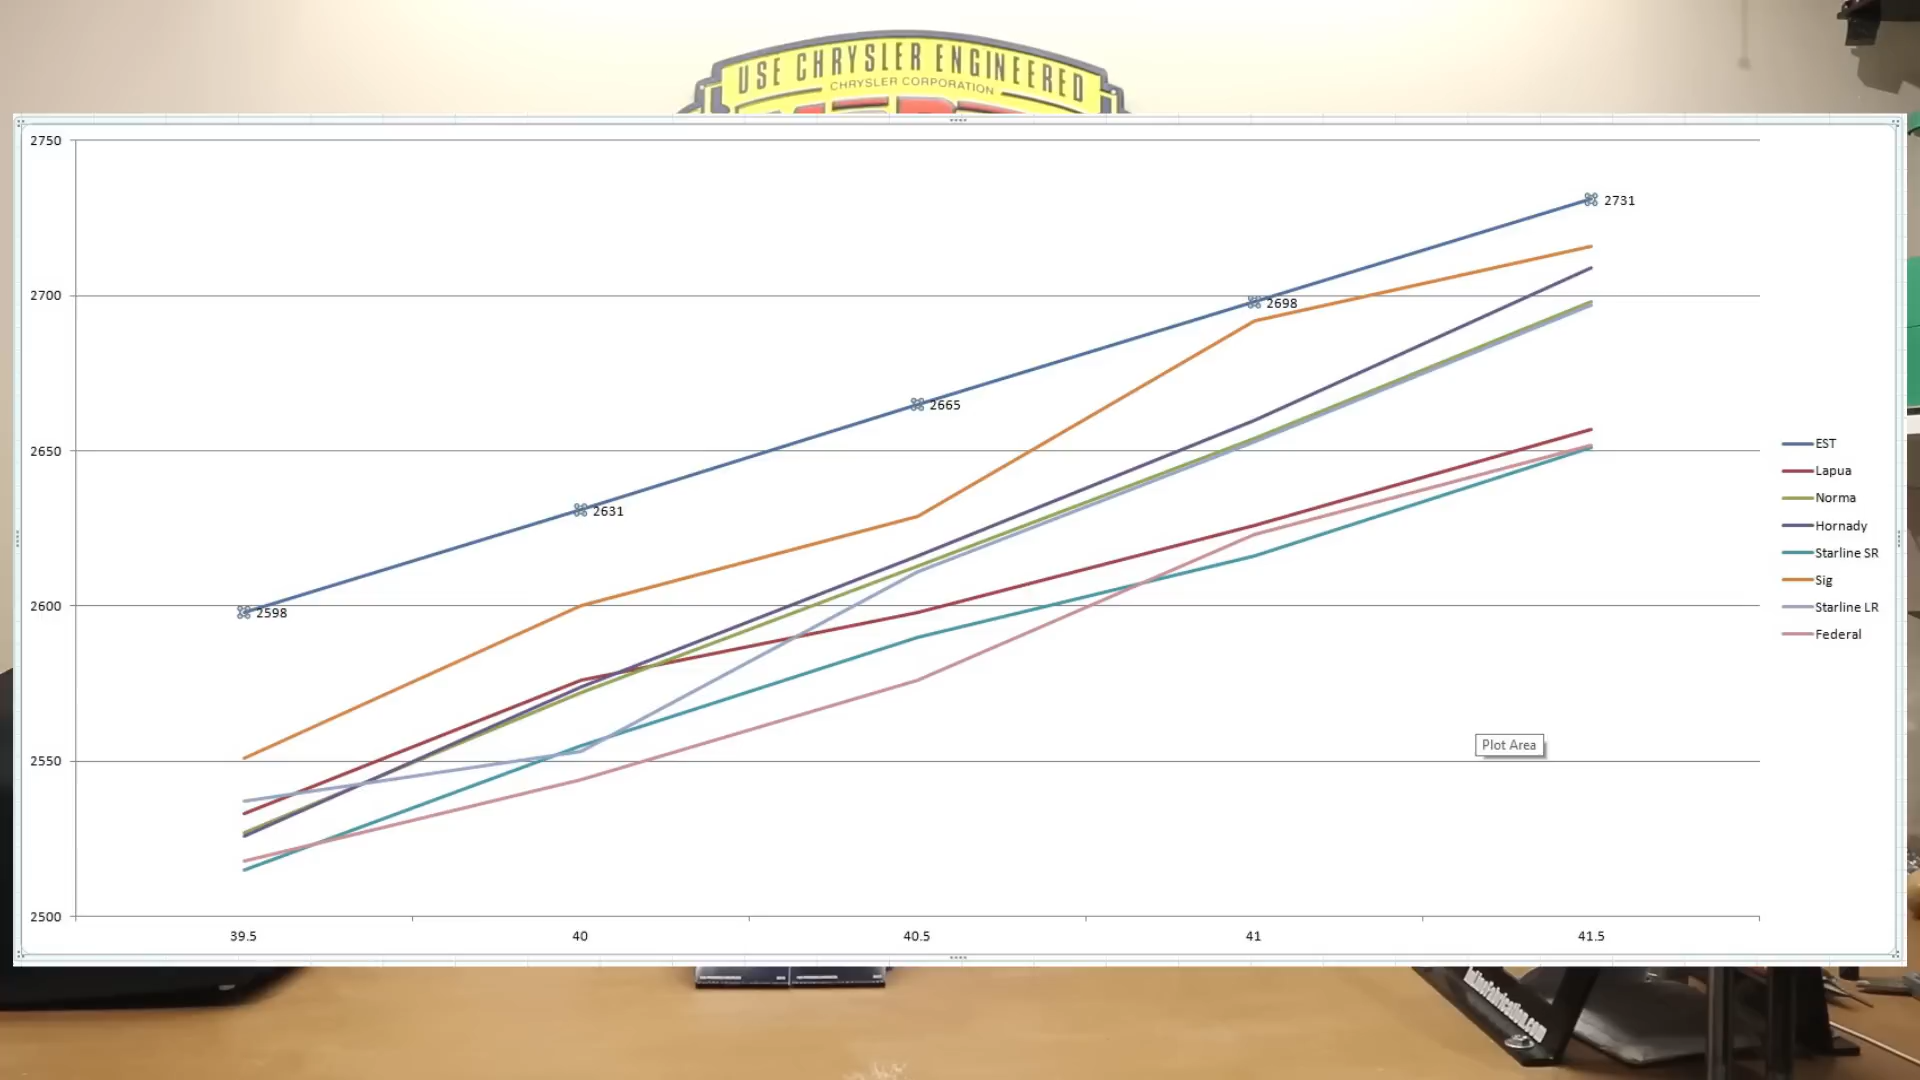 USE CHRYSLER ENGINEERED
CHRYSLER CORPORATION
2750
2700
2650
2600
2550
2500
2598
2631
2665
2698
2731
39.5 40 40.5 41 41.5
EST
Lapua
Norma
Hornady
Starline SR
Sig
Starline LR
Federal
Plot Area